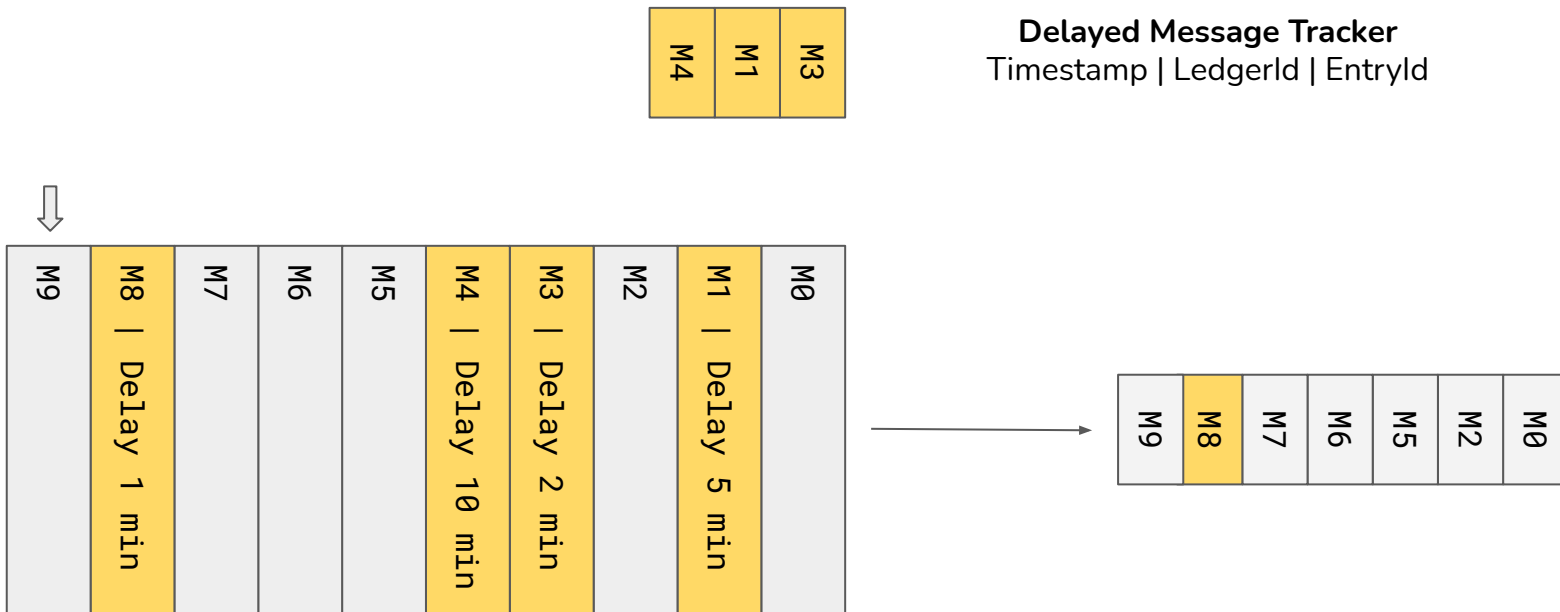 M4
M1
M3
Delayed Message Tracker
Timestamp | LedgerId | EntryId
M9
M8 | Delay 1 min
M7
M6
M5
M4 | Delay 10 min
M3 | Delay 2 min
M2
M1 | Delay 5 min
M0
M9
M8
M7
M6
M5
M2
M0